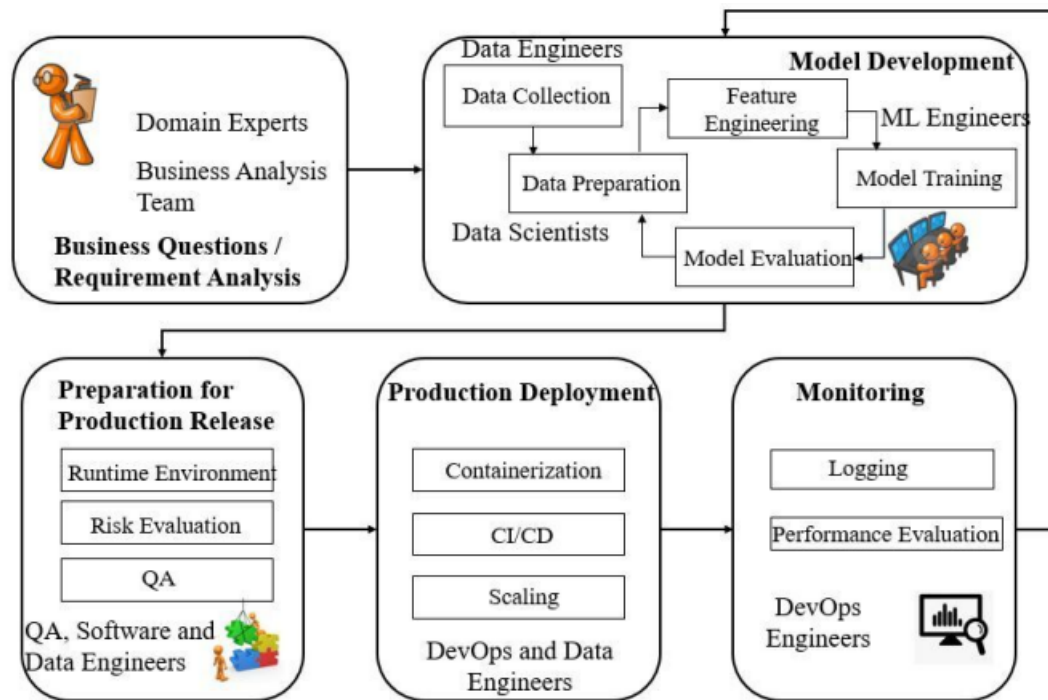 Domain Experts
Business Analysis
Team
Business Questions /
Requirement Analysis
Data Engineers
Model Development
Data Collection
Feature
Engineering
ML Engineers
Data Preparation
Model Training
Data Scientists
Model Evaluation
Preparation for
Production Release
Runtime Environment
Risk Evaluation
QA
QA, Software and
Data Engineers
Production Deployment
Containerization
CI/CD
Scaling
DevOps and Data
Engineers
Monitoring
Logging
Performance Evaluation
DevOps
Engineers